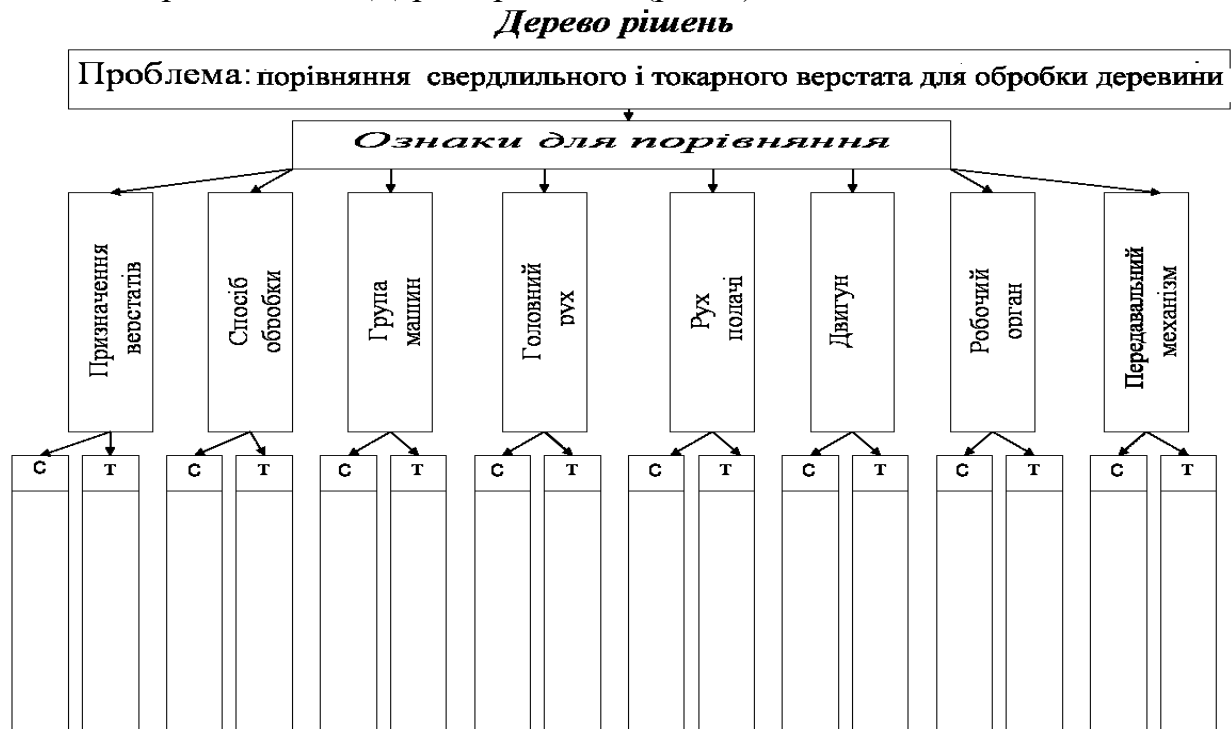 Дерево рішень
Проблема: порівняння свердлильного і токарного верстата для обробки деревини
Ознаки для порівняння
Призначення
верстатів
Спосіб
обробки
Група
машин
Головний
рух
Рух
подачі
Двигун
Робочий
орган
Передавальний
механізм
С Т С Т С Т С Т С Т С Т С Т С Т